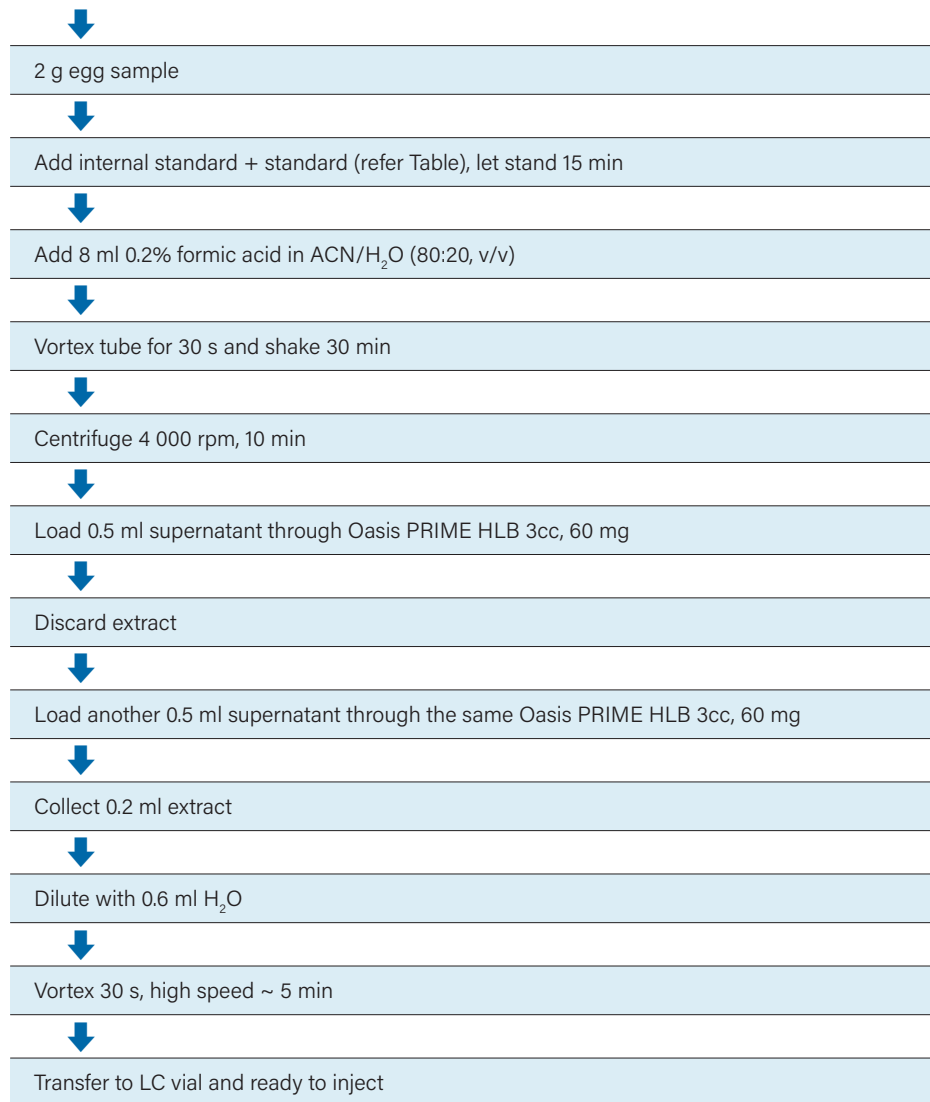 2 g egg sample
Add internal standard + standard (refer Table), let stand 15 min
Add 8 ml 0.2% formic acid in ACN/H₂O (80:20, v/v)
Vortex tube for 30 s and shake 30 min
Centrifuge 4 000 rpm, 10 min
Load 0.5 ml supernatant through Oasis PRIME HLB 3cc, 60 mg
Discard extract
Load another 0.5 ml supernatant through the same Oasis PRIME HLB 3cc, 60 mg
Collect 0.2 ml extract
Dilute with 0.6 ml H₂O
Vortex 30 s, high speed ~ 5 min
Transfer to LC vial and ready to inject